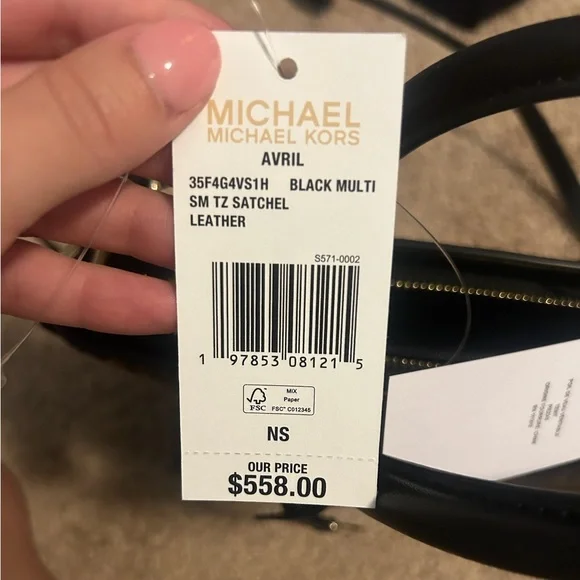 MICHAEL
MICHAEL KORS
AVRIL
35F4G4VS1H BLACK MULTI
SM TZ SATCHEL
LEATHER
S571-0002
1 97853 08121 5
FSC
MIX
Paper
FSC® C012345
NS
OUR PRICE
$558.00